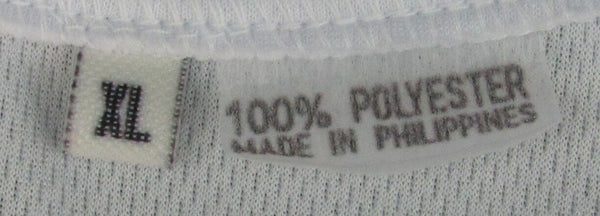 XL
100% POLYESTER
MADE IN PHILIPPINES